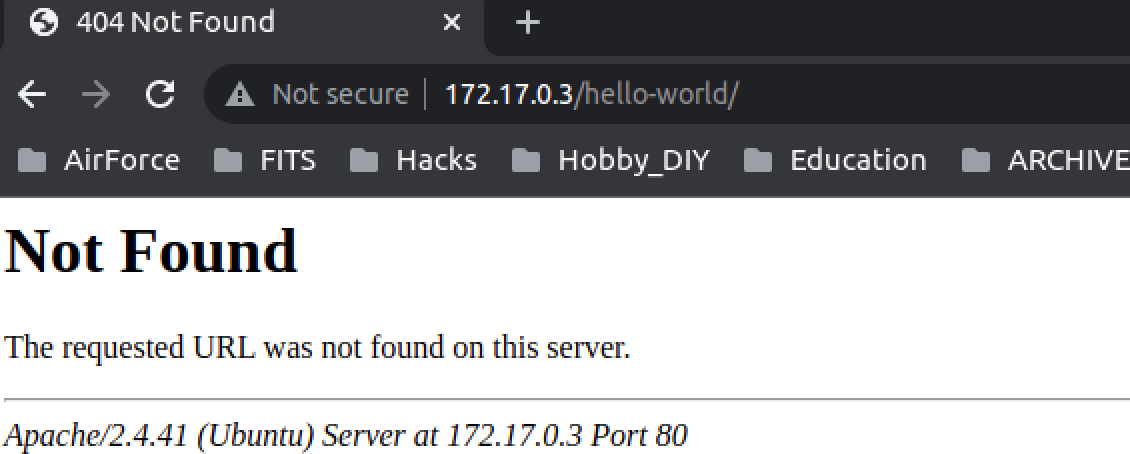 404 Not Found
Not secure 172.17.0.3/hello-world/
AirForce FITS Hacks Hobby_DIY Education ARCHIVE
Not Found
The requested URL was not found on this server.
Apache/2.4.41 (Ubuntu) Server at 172.17.0.3 Port 80